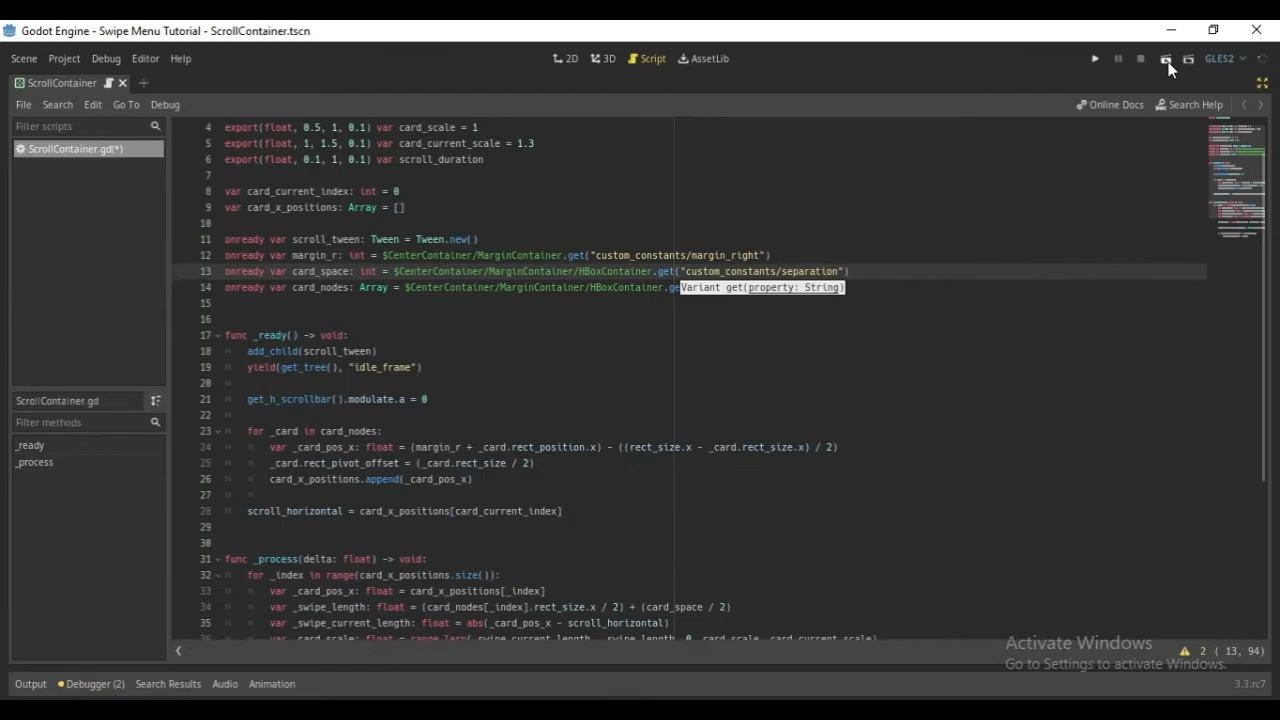 Godot Engine - Swipe Menu Tutorial - ScrollContainer.tscn
Scene Project Debug Editor Help 2D 3D Script AssetLib GLES2
ScrollContainer
File Search Edit Go To Debug Online Docs Search Help
Filter scripts
ScrollContainer.gd(*)
ScrollContainer.gd
Filter methods
_ready
_process
4 export(float, 0.5, 1, 0.1) var card_scale = 1
5 export(float, 1, 1.5, 0.1) var card_current_scale = 1.3
6 export(float, 0.1, 1, 0.1) var scroll_duration
7
8 var card_current_index: int = 0
9 var card_x_positions: Array = []
10
11 onready var scroll_tween: Tween = Tween.new()
12 onready var margin_r: int = $CenterContainer/MarginContainer.get("custom_constants/margin_right")
13 onready var card_space: int = $CenterContainer/MarginContainer/HBoxContainer.get("custom_constants/separation")
14 onready var card_nodes: Array = $CenterContainer/MarginContainer/HBoxContainer.ge
Variant get(property: String)
15
16
17 func _ready() -> void:
18 add_child(scroll_tween)
19 yield(get_tree(), "idle_frame")
20
21 get_h_scrollbar().modulate.a = 0
22
23 for _card in card_nodes:
24 var _card_pos_x: float = (margin_r + _card.rect_position.x) - ((rect_size.x - _card.rect_size.x) / 2)
25 _card.rect_pivot_offset = (_card.rect_size / 2)
26 card_x_positions.append(_card_pos_x)
27
28 scroll_horizontal = card_x_positions[card_current_index]
29
30
31 func _process(delta: float) -> void:
32 for _index in range(card_x_positions.size()):
33 var _card_pos_x: float = card_x_positions[_index]
34 var _swipe_length: float = (card_nodes[_index].rect_size.x / 2) + (card_space / 2)
35 var _swipe_current_length: float = abs(_card_pos_x - scroll_horizontal)
36 var _card_scale: float = range_lerp(_swipe_current_length, _swipe_length, 0, card_scale, card_current_scale)
Activate Windows
Go to Settings to activate Windows.
2 ( 13, 94)
Output Debugger (2) Search Results Audio Animation 3.3.rc7